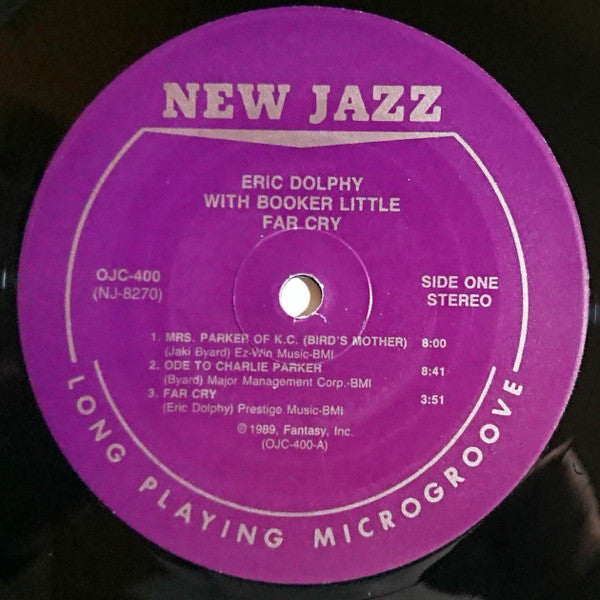 NEW JAZZ
ERIC DOLPHY
WITH BOOKER LITTLE
FAR CRY
OJC-400
(NJ-8270)
SIDE ONE
STEREO
1. MRS. PARKER OF K.C. (BIRD'S MOTHER) 8:00
(Jaki Byard) Ez-Win Music-BMI
2. ODE TO CHARLIE PARKER 8:41
(Byard) Major Management Corp.-BMI
3. FAR CRY 3:51
(Eric Dolphy) Prestige Music-BMI
℗ 1989, Fantasy, Inc.
(OJC-400-A)
LONG PLAYING MICROGROOVE